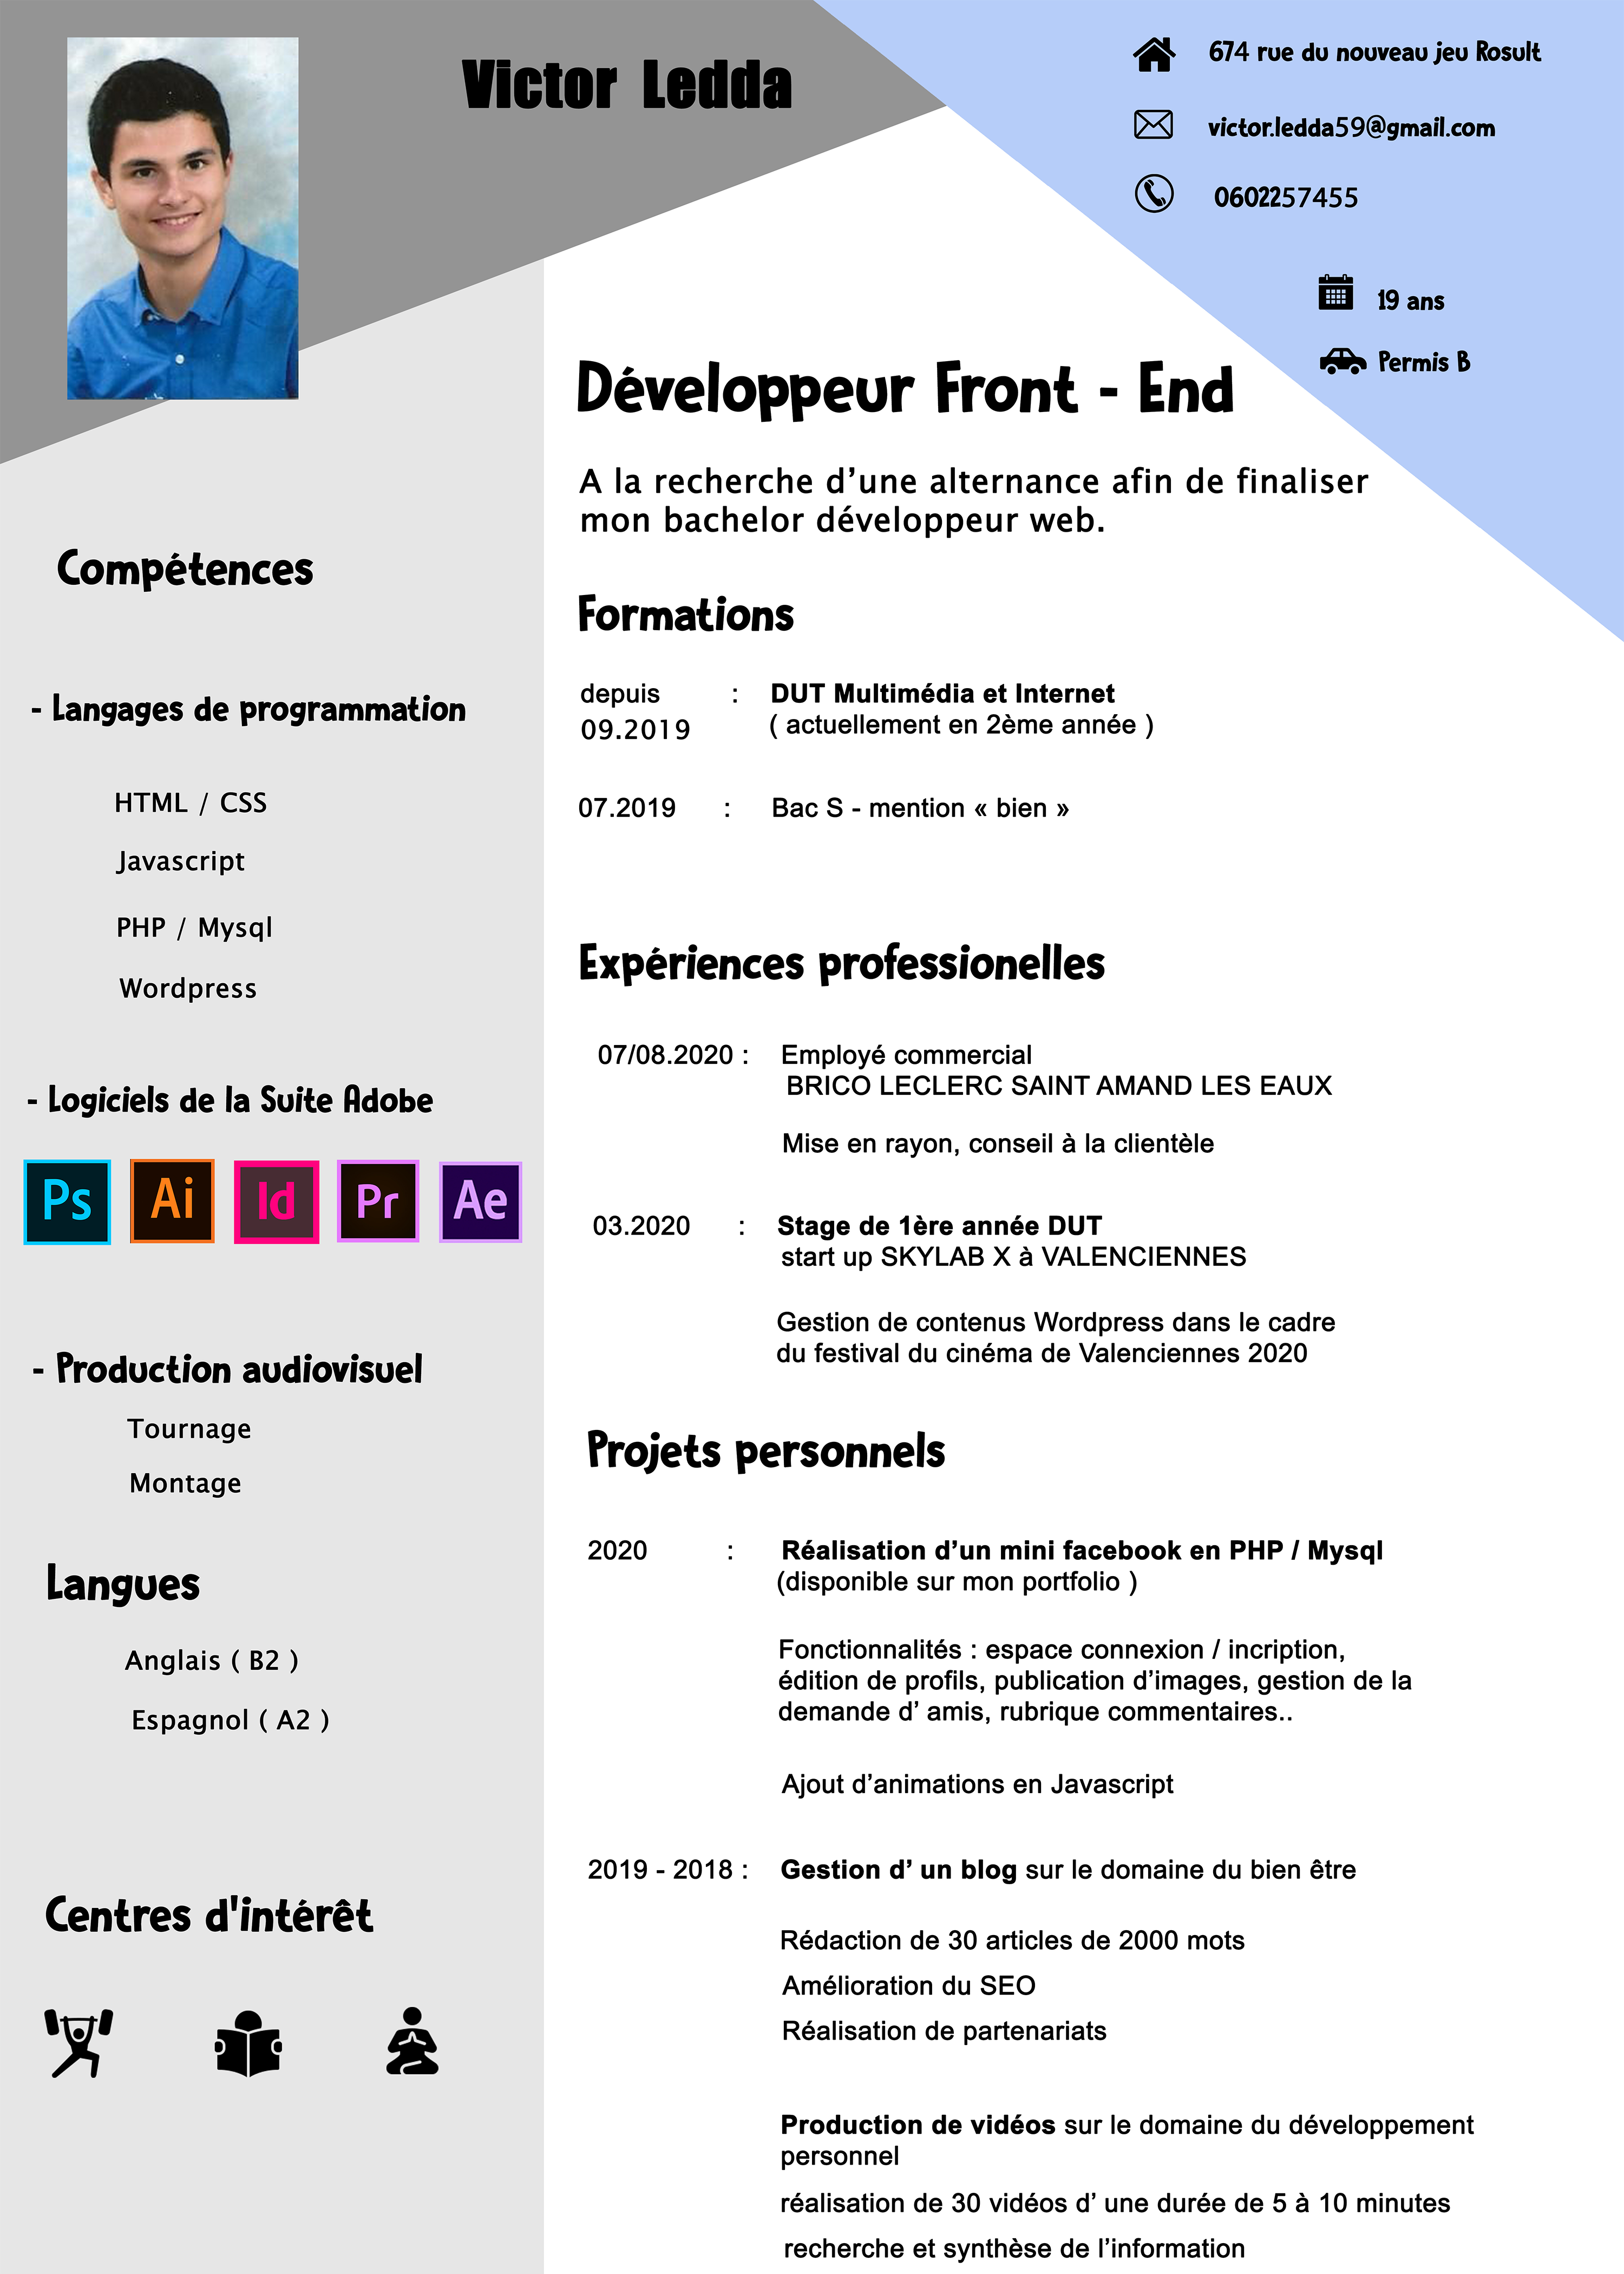 Victor Ledda
674 rue du nouveau jeu Rosult
victor.ledda59@gmail.com
0602257455
19 ans
Permis B
Développeur Front - End
A la recherche d’une alternance afin de finaliser
mon bachelor développeur web.
Compétences
- Langages de programmation
HTML / CSS
Javascript
PHP / Mysql
Wordpress
- Logiciels de la Suite Adobe
Ps Ai Id Pr Ae
- Production audiovisuel
Tournage
Montage
Langues
Anglais ( B2 )
Espagnol ( A2 )
Centres d'intérêt
Formations
depuis : DUT Multimédia et Internet
09.2019 ( actuellement en 2ème année )
07.2019 : Bac S - mention « bien »
Expériences professionelles
07/08.2020 : Employé commercial
BRICO LECLERC SAINT AMAND LES EAUX
Mise en rayon, conseil à la clientèle
03.2020 : Stage de 1ère année DUT
start up SKYLAB X à VALENCIENNES
Gestion de contenus Wordpress dans le cadre
du festival du cinéma de Valenciennes 2020
Projets personnels
2020 : Réalisation d’un mini facebook en PHP / Mysql
(disponible sur mon portfolio )
Fonctionnalités : espace connexion / incription,
édition de profils, publication d’images, gestion de la
demande d’ amis, rubrique commentaires..
Ajout d’animations en Javascript
2019 - 2018 : Gestion d’ un blog sur le domaine du bien être
Rédaction de 30 articles de 2000 mots
Amélioration du SEO
Réalisation de partenariats
Production de vidéos sur le domaine du développement
personnel
réalisation de 30 vidéos d’ une durée de 5 à 10 minutes
recherche et synthèse de l’information